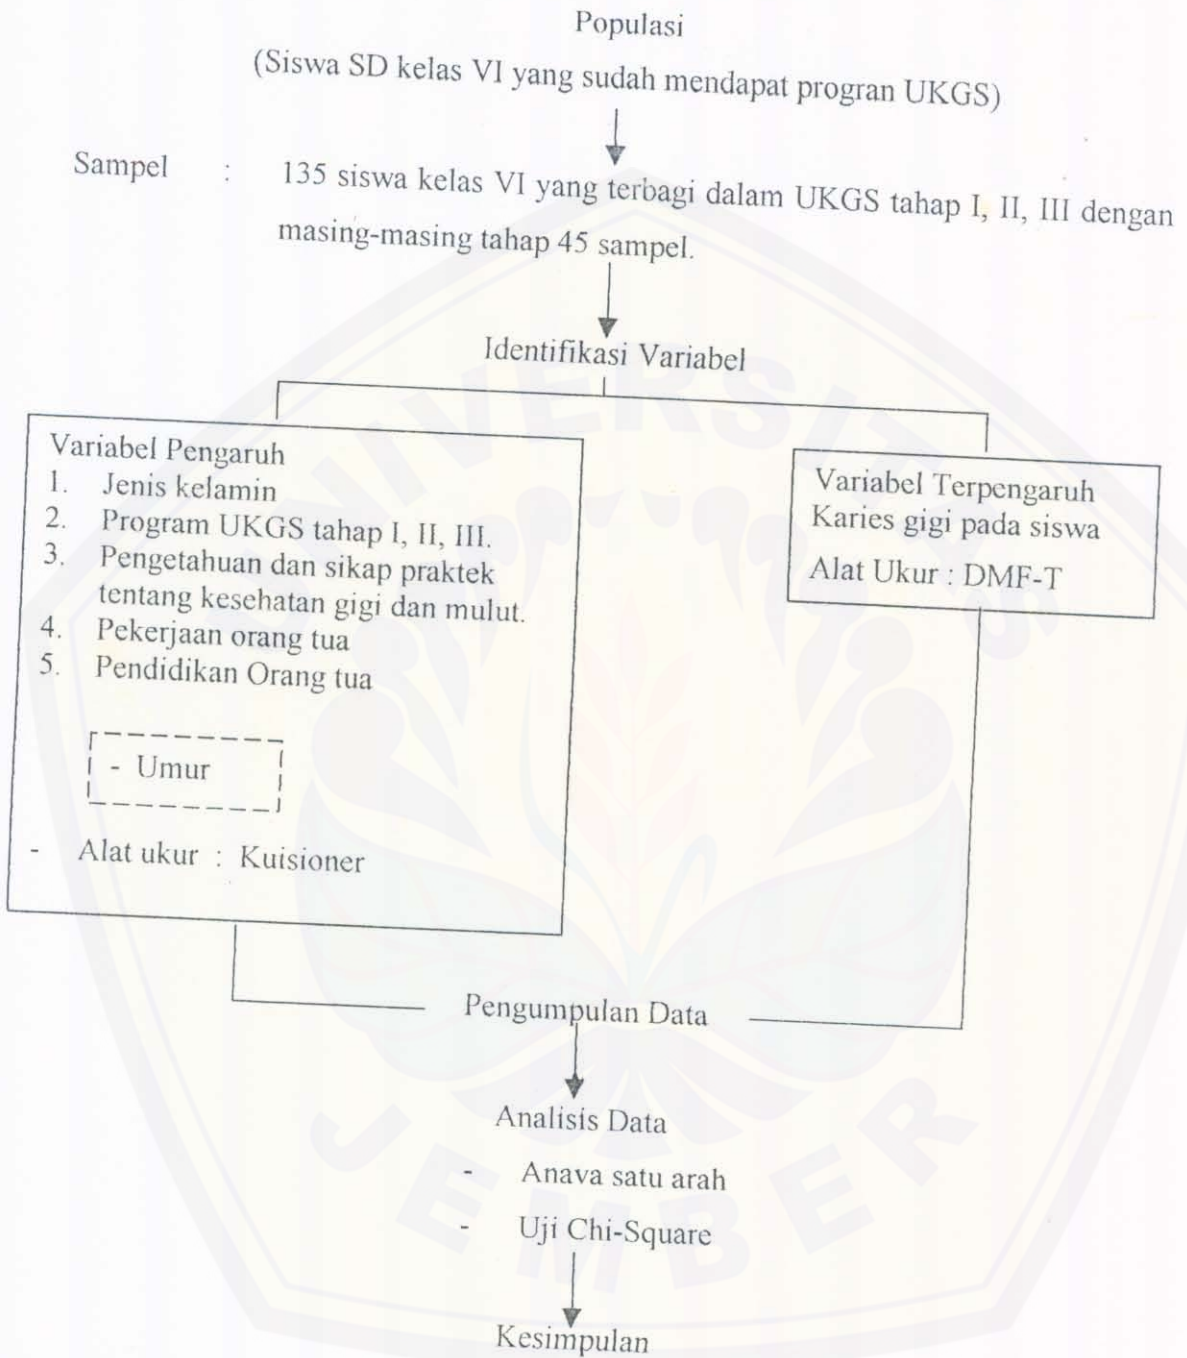 Populasi
(Siswa SD kelas VI yang sudah mendapat progran UKGS)
Sampel : 135 siswa kelas VI yang terbagi dalam UKGS tahap I, II, III dengan
masing-masing tahap 45 sampel.
Identifikasi Variabel
Variabel Pengaruh
1. Jenis kelamin
2. Program UKGS tahap I, II, III.
3. Pengetahuan dan sikap praktek
tentang kesehatan gigi dan mulut.
4. Pekerjaan orang tua
5. Pendidikan Orang tua
- Umur
- Alat ukur : Kuisioner
Variabel Terpengaruh
Karies gigi pada siswa
Alat Ukur : DMF-T
Pengumpulan Data
Analisis Data
- Anava satu arah
- Uji Chi-Square
Kesimpulan
UNIVERSITAS
JEMBER